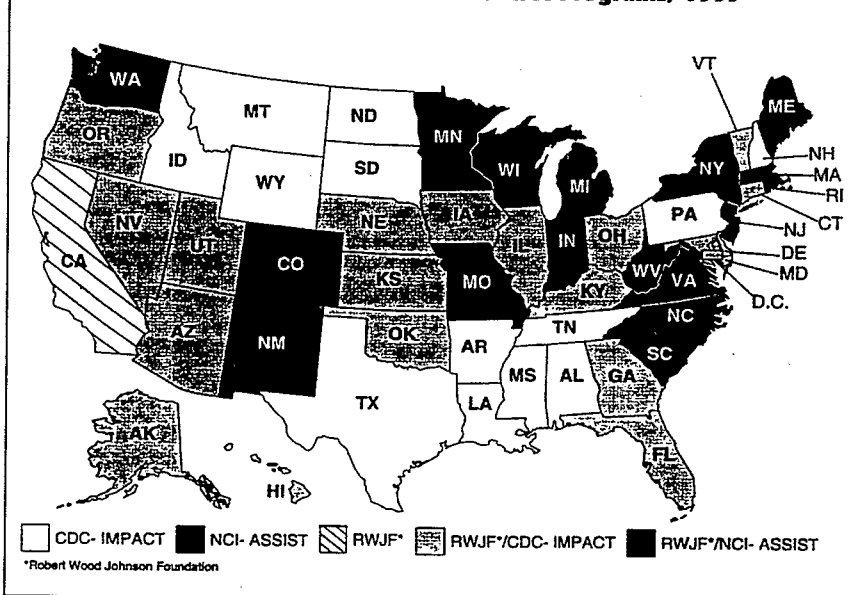 1999
VT
WA
ME
MT
ND
OR
MN
NH
ID
WI
NY
MA
SD
MI
RI
WY
PA
CT
NV
NE
IA
NJ
UT
IL
IN
OH
DE
CA
CO
WV
MD
KS
MO
VA
KY
D.C.
AZ
NM
OK
TN
NC
AR
SC
MS
AL
GA
TX
LA
AK
FL
HI
CDC- IMPACT NCI- ASSIST RWJF* RWJF*/CDC- IMPACT RWJF*/NCI- ASSIST
*Robert Wood Johnson Foundation